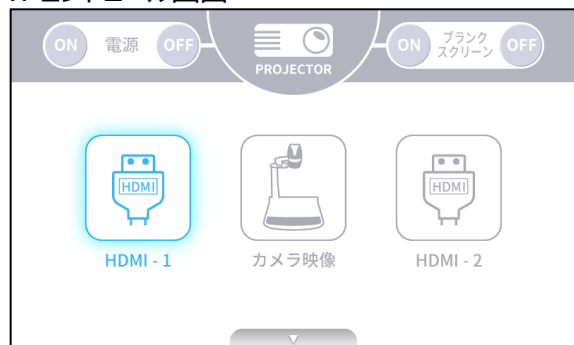 ON 電源 OFF
PROJECTOR
ON ブランク
スクリーン OFF
HDMI
HDMI
HDMI - 1
カメラ映像
HDMI - 2